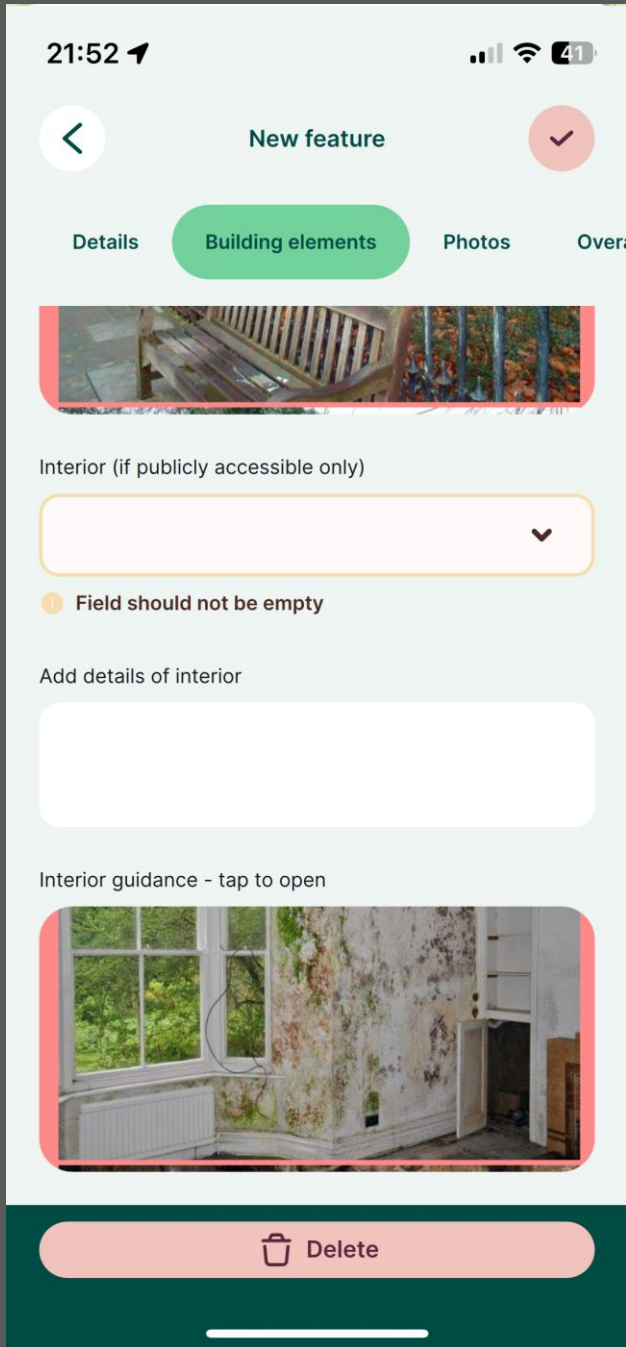 21:52
41
New feature
Details
Building elements
Photos
Overa
Interior (if publicly accessible only)
Field should not be empty
Add details of interior
Interior guidance - tap to open
Delete